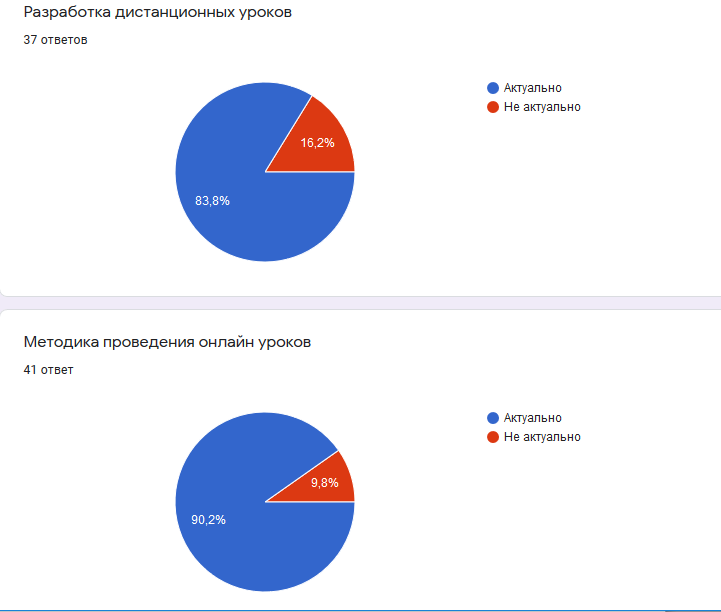 Разработка дистанционных уроков
37 ответов
Актуально
Не актуально
16,2%
83,8%
Методика проведения онлайн уроков
41 ответ
Актуально
Не актуально
9,8%
90,2%